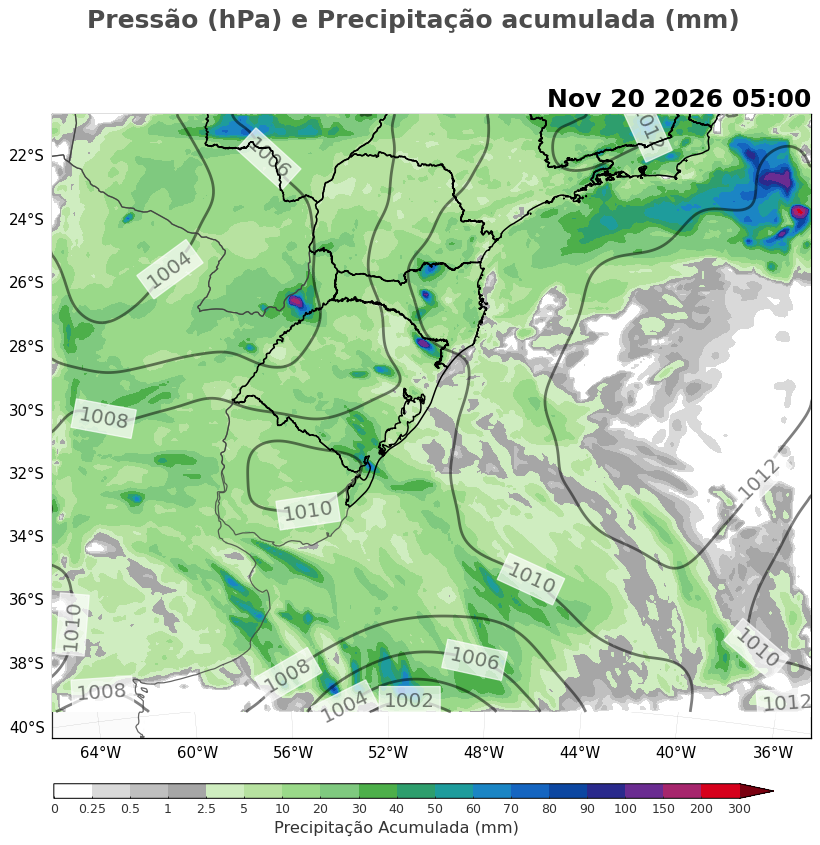 Pressão (hPa) e Precipitação acumulada (mm)
Nov 20 2026 05:00
22°S
24°S
26°S
28°S
30°S
32°S
34°S
36°S
38°S
40°S
1006
1012
1004
1008
1010
1012
1010
1010
1010
1008
1008
1006
1004
1002
1012
64°W 60°W 56°W 52°W 48°W 44°W 40°W 36°W
0 0.25 0.5 1 2.5 5 10 20 30 40 50 60 70 80 90 100 150 200 300
Precipitação Acumulada (mm)